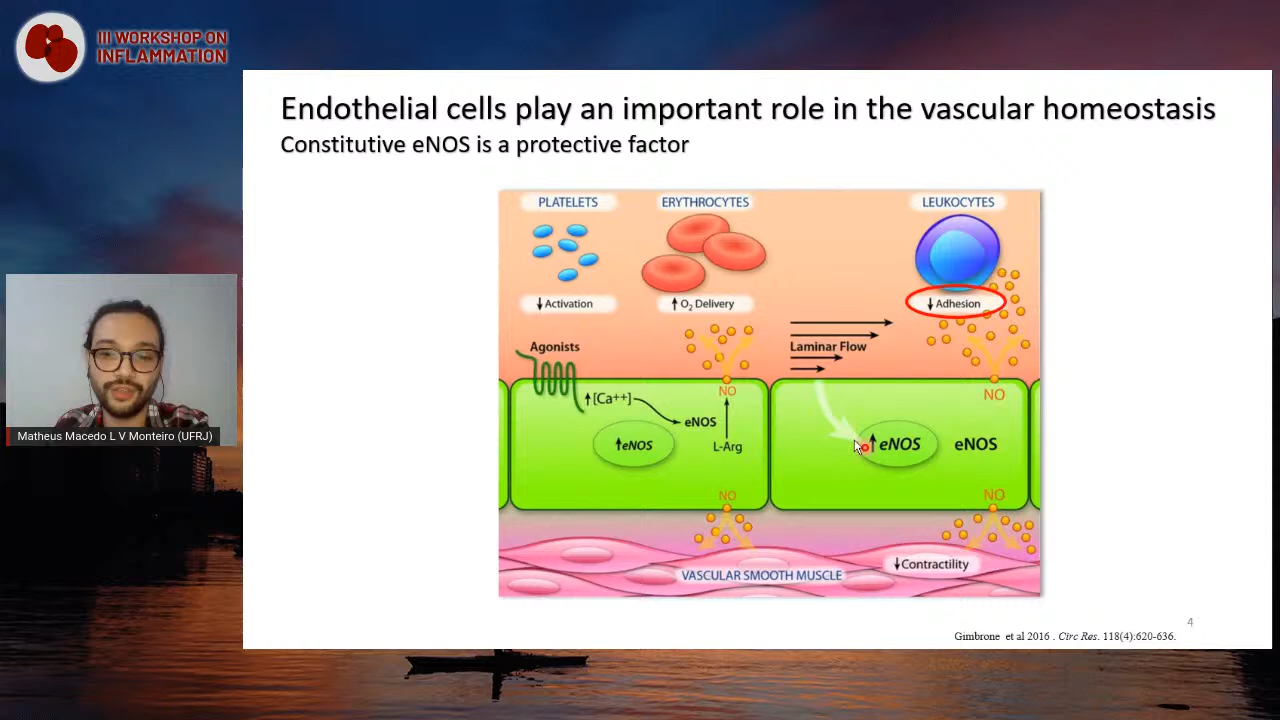 III WORKSHOP ON
INFLAMMATION
Endothelial cells play an important role in the vascular homeostasis
Constitutive eNOS is a protective factor
PLATELETS
ERYTHROCYTES
LEUKOCYTES
↓ Activation
↑ O₂ Delivery
↓ Adhesion
Agonists
Laminar Flow
↑[Ca++]
eNOS
NO
L-Arg
↑eNOS
NO
↑eNOS
eNOS
NO
NO
↓Contractility
VASCULAR SMOOTH MUSCLE
Matheus Macedo L V Monteiro (UFRJ)
4
Gimbrone et al 2016 . Circ Res. 118(4):620-636.